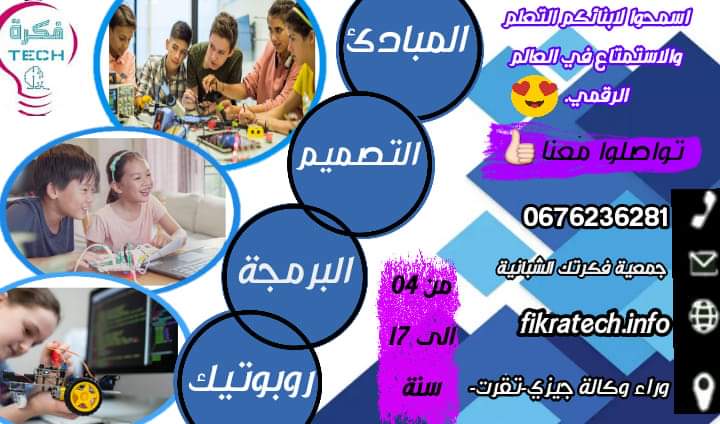 فكرة
TECH
المبادئ
التصميم
البرمجة
روبوتيك
اسمحوا لابنائكم التعلم
والاستمتاع في العالم
الرقمي.
تواصلوا معنا
0676236281
جمعية فكرتك الشبانية
fikratech.info
وراء وكالة جيزي-تقرت-
من 04
الى 17
سنة